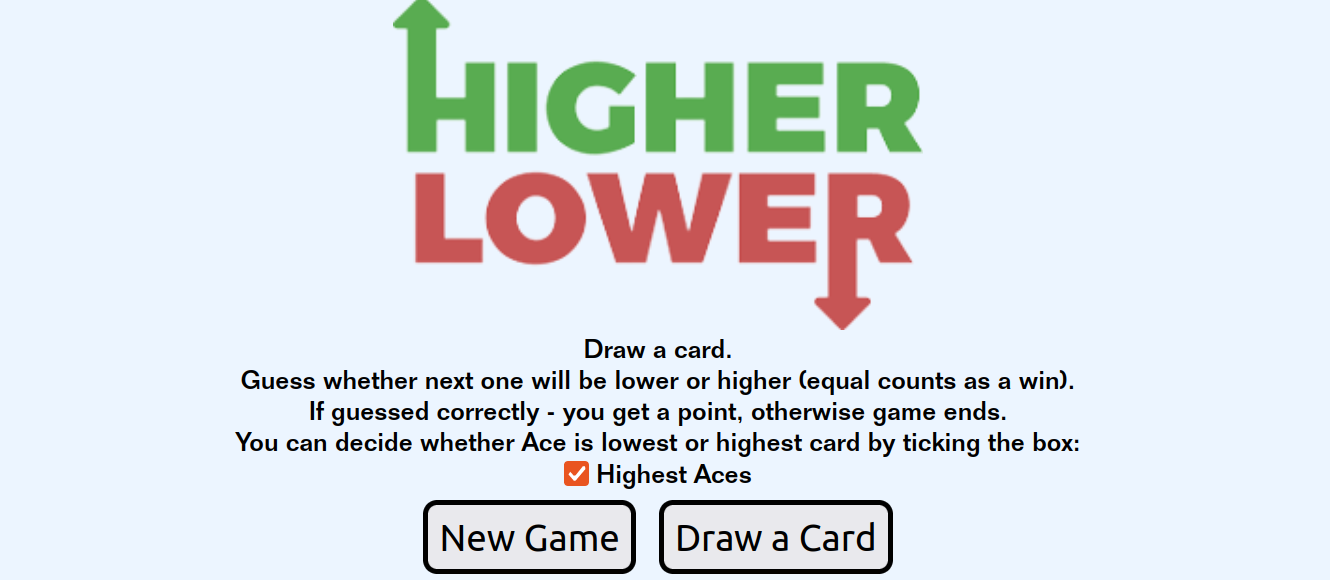 HIGHER
LOWER
Draw a card.
Guess whether next one will be lower or higher (equal counts as a win).
If guessed correctly - you get a point, otherwise game ends.
You can decide whether Ace is lowest or highest card by ticking the box:
Highest Aces
New Game Draw a Card